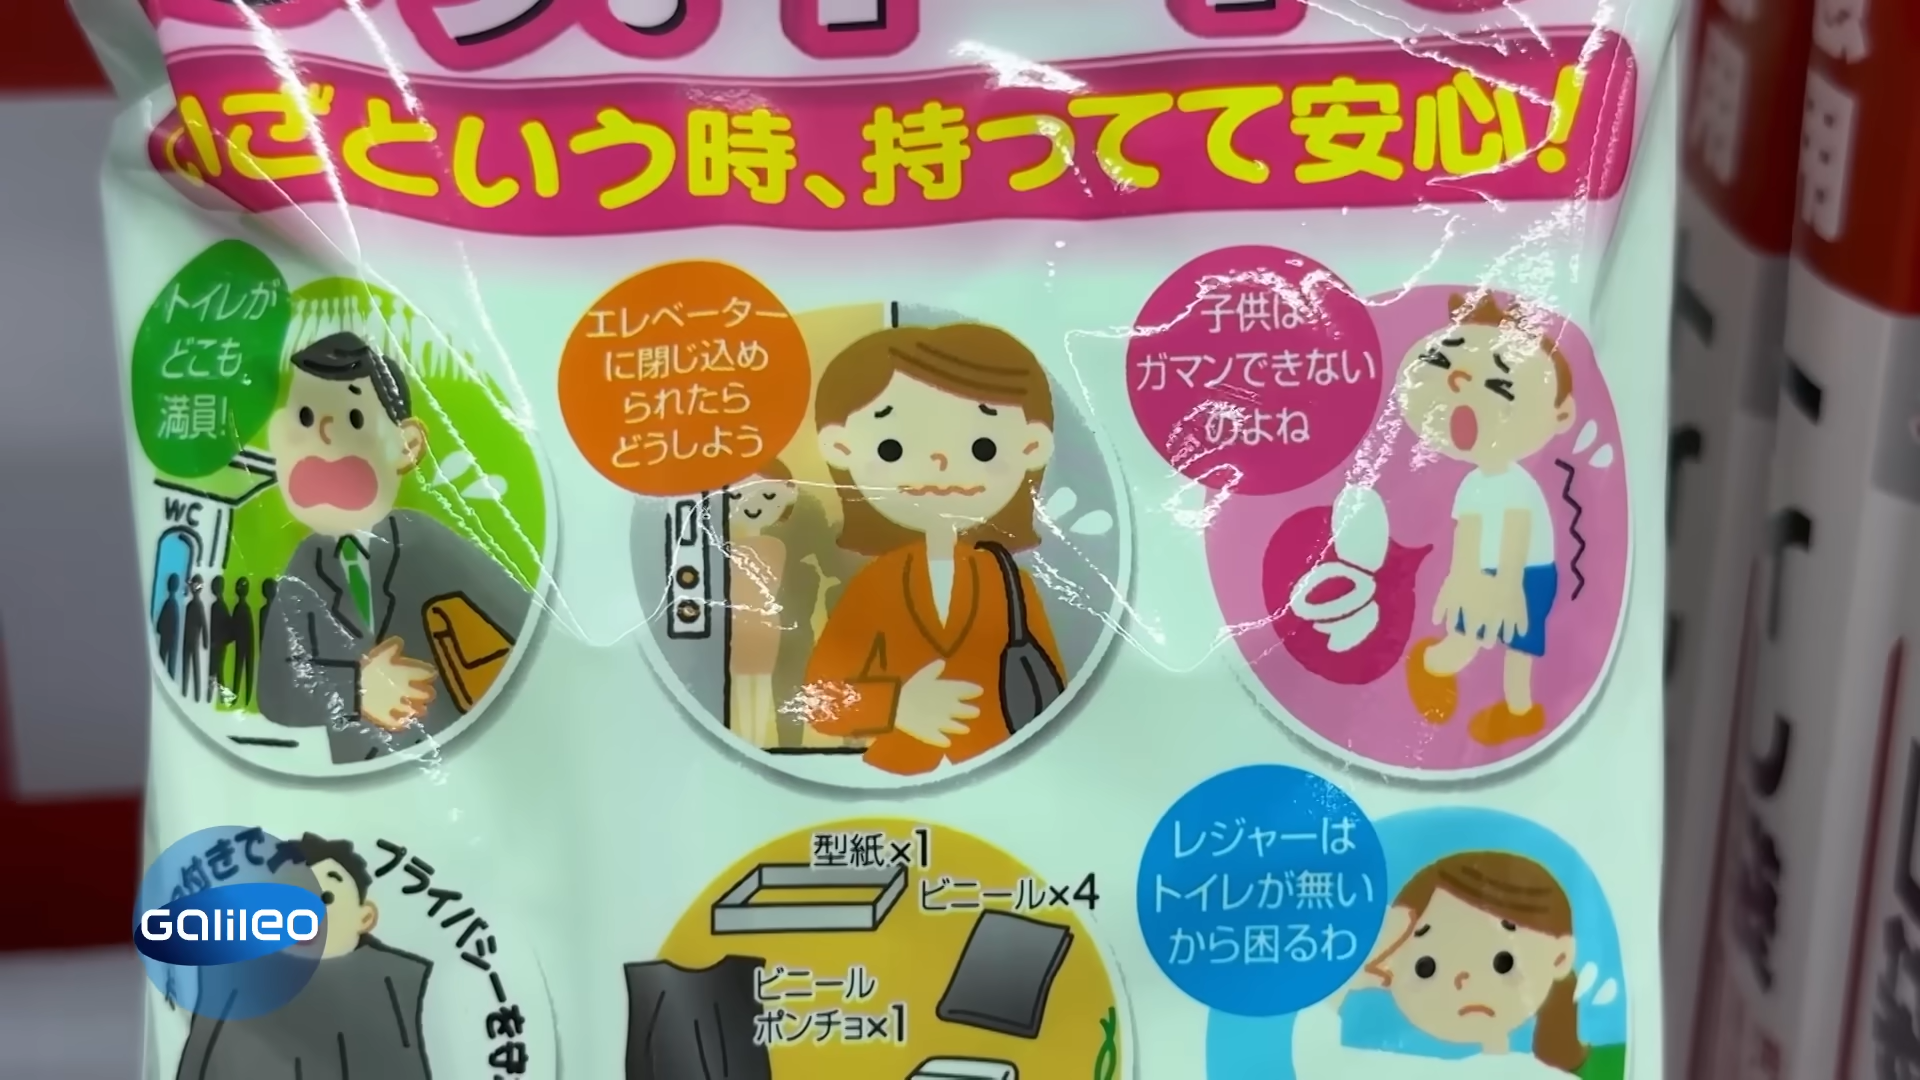 いざという時、持ってて安心!
トイレが
どこも
満員!
WC
エレベーター
に閉じ込め
られたら
どうしよう
子供は
ガマンできない
のよね
付きで
プライバシーを守
型紙×1
ビニール×4
ビニール
ポンチョ×1
レジャーは
トイレが無い
から困るわ
Galileo